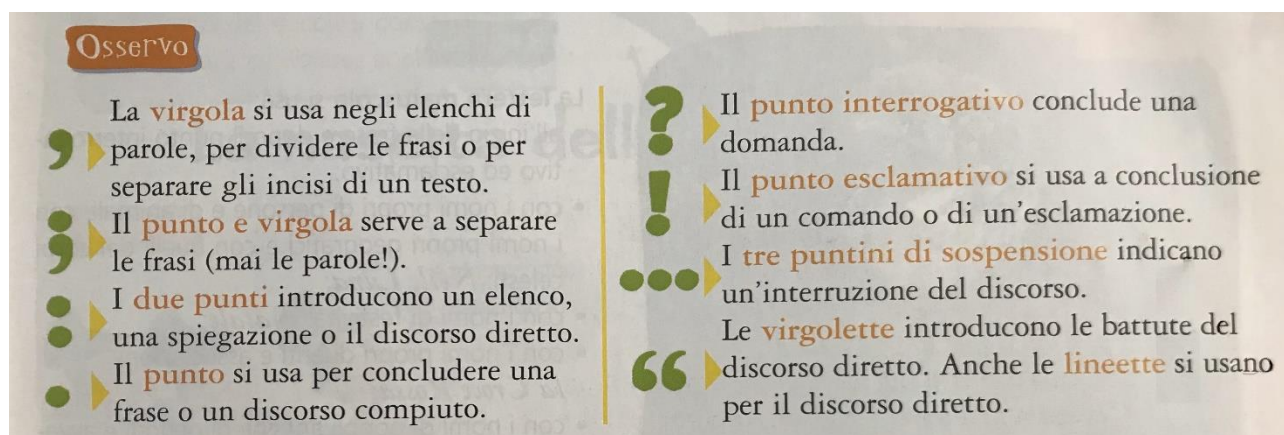 Osservo
La virgola si usa negli elenchi di
, parole, per dividere le frasi o per
separare gli incisi di un testo.
; Il punto e virgola serve a separare
le frasi (mai le parole!).
: I due punti introducono un elenco,
una spiegazione o il discorso diretto.
. Il punto si usa per concludere una
frase o un discorso compiuto.
? Il punto interrogativo conclude una
domanda.
! Il punto esclamativo si usa a conclusione
di un comando o di un'esclamazione.
... I tre puntini di sospensione indicano
un'interruzione del discorso.
Le virgolette introducono le battute del
“ discorso diretto. Anche le lineette si usano
per il discorso diretto.